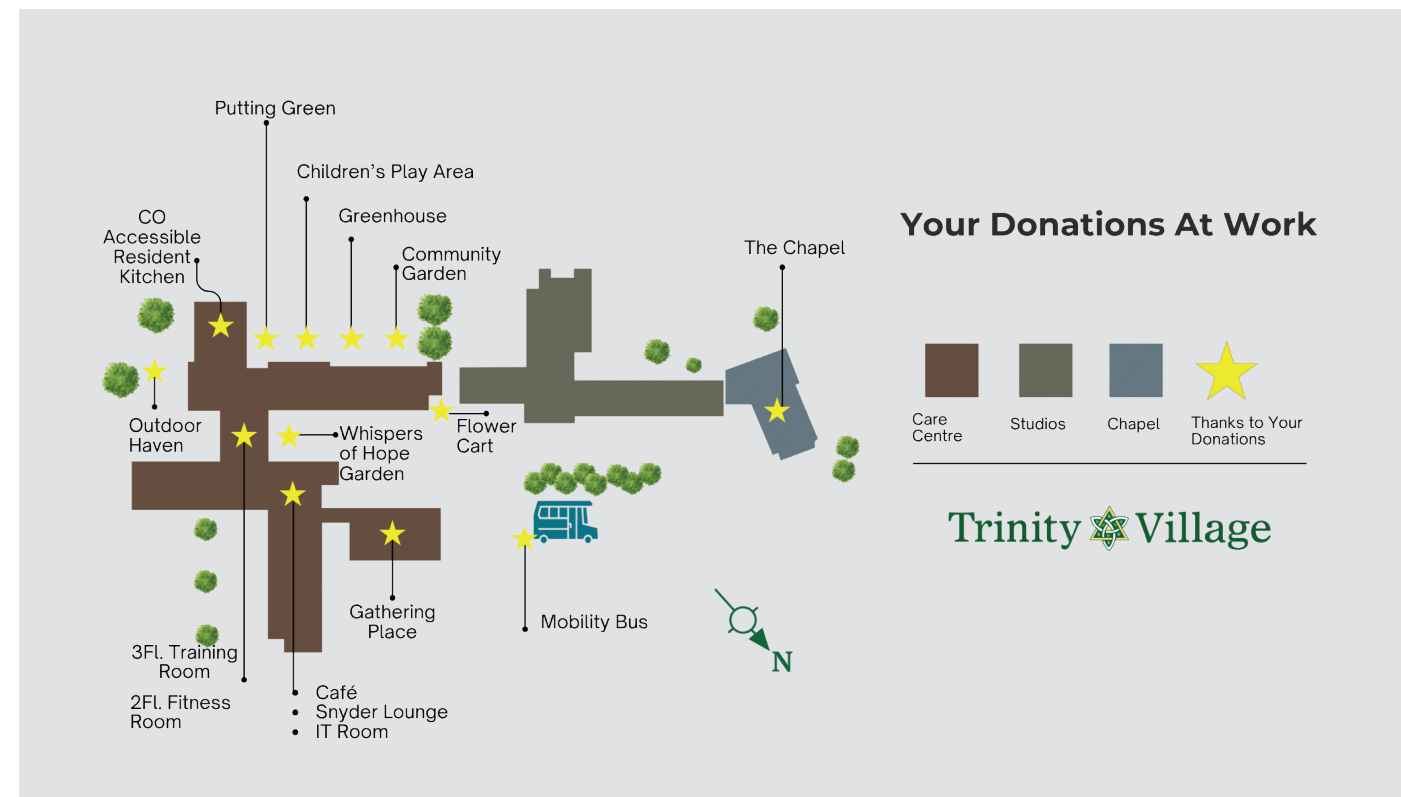 Putting Green
Children's Play Area
Greenhouse
CO
Accessible
Resident
Kitchen
Community
Garden
The Chapel
Outdoor
Haven
Whispers
of Hope
Garden
Flower
Cart
Gathering
Place
Mobility Bus
3Fl. Training
Room
2Fl. Fitness
Room
Café
Snyder Lounge
IT Room
N
Your Donations At Work
Care
Centre
Studios
Chapel
Thanks to Your
Donations
Trinity Village